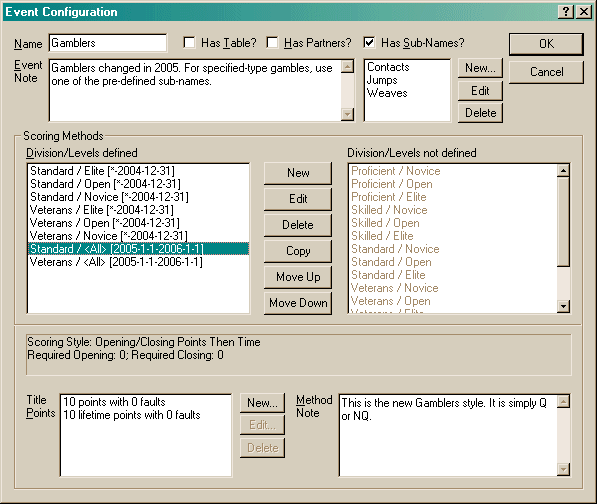 Event Configuration
Name
Gamblers
Has Table?
Has Partners?
Has Sub-Names?
OK
Cancel
Event
Note
Gamblers changed in 2005. For specified-type gambles, use
one of the pre-defined sub-names.
Contacts
Jumps
Weaves
New...
Edit
Delete
Scoring Methods
Division/Levels defined
Standard / Elite [*-2004-12-31]
Standard / Open [*-2004-12-31]
Standard / Novice [*-2004-12-31]
Veterans / Elite [*-2004-12-31]
Veterans / Open [*-2004-12-31]
Veterans / Novice [*-2004-12-31]
Standard / <All> [2005-1-1-2006-1-1]
Veterans / <All> [2005-1-1-2006-1-1]
New
Edit
Delete
Copy
Move Up
Move Down
Division/Levels not defined
Proficient / Novice
Proficient / Open
Proficient / Elite
Skilled / Novice
Skilled / Open
Skilled / Elite
Standard / Novice
Standard / Open
Standard / Elite
Veterans / Novice
Veterans / Open
Veterans / Elite
Scoring Style: Opening/Closing Points Then Time
Required Opening: 0; Required Closing: 0
Title
Points
10 points with 0 faults
10 lifetime points with 0 faults
New...
Edit...
Delete
Method
Note
This is the new Gamblers style. It is simply Q
or NQ.